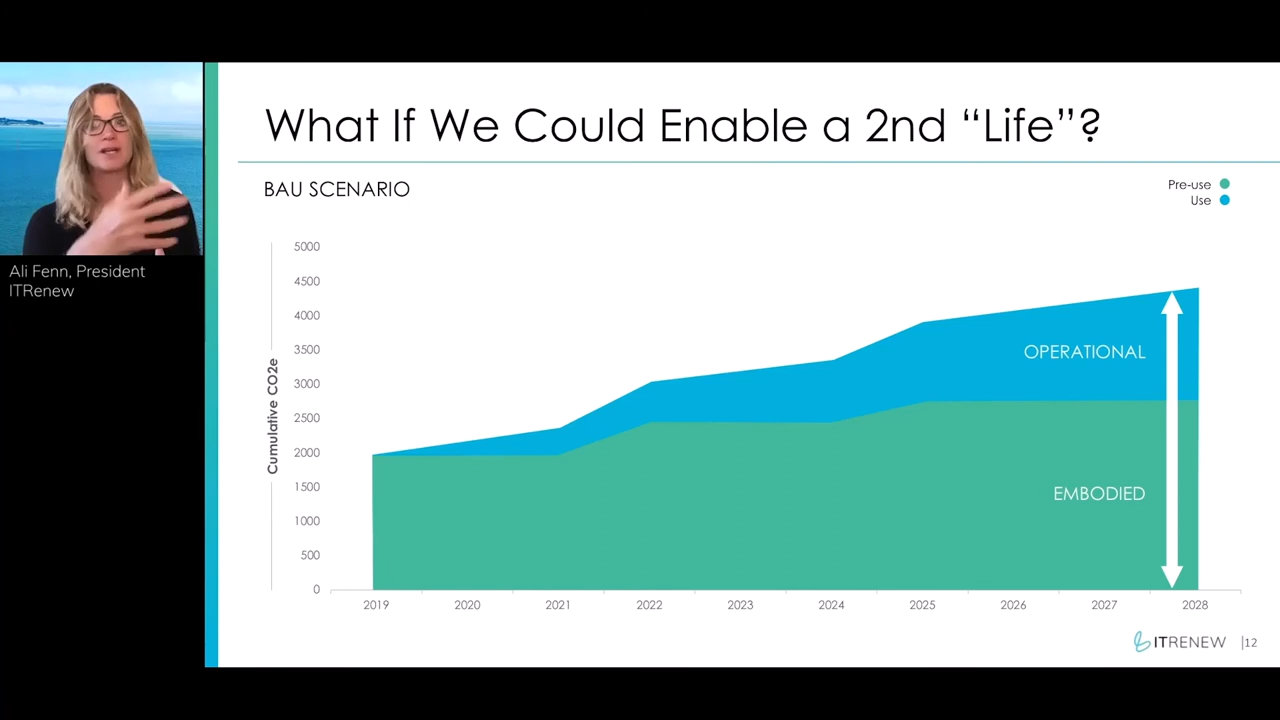 What If We Could Enable a 2nd “Life”?
BAU SCENARIO
Pre-use
Use
Ali Fenn, President
ITRenew
Cumulative CO2e
5000
4500
4000
3500
3000
2500
2000
1500
1000
500
0
OPERATIONAL
EMBODIED
2019 2020 2021 2022 2023 2024 2025 2026 2027 2028
ITRENEW |12